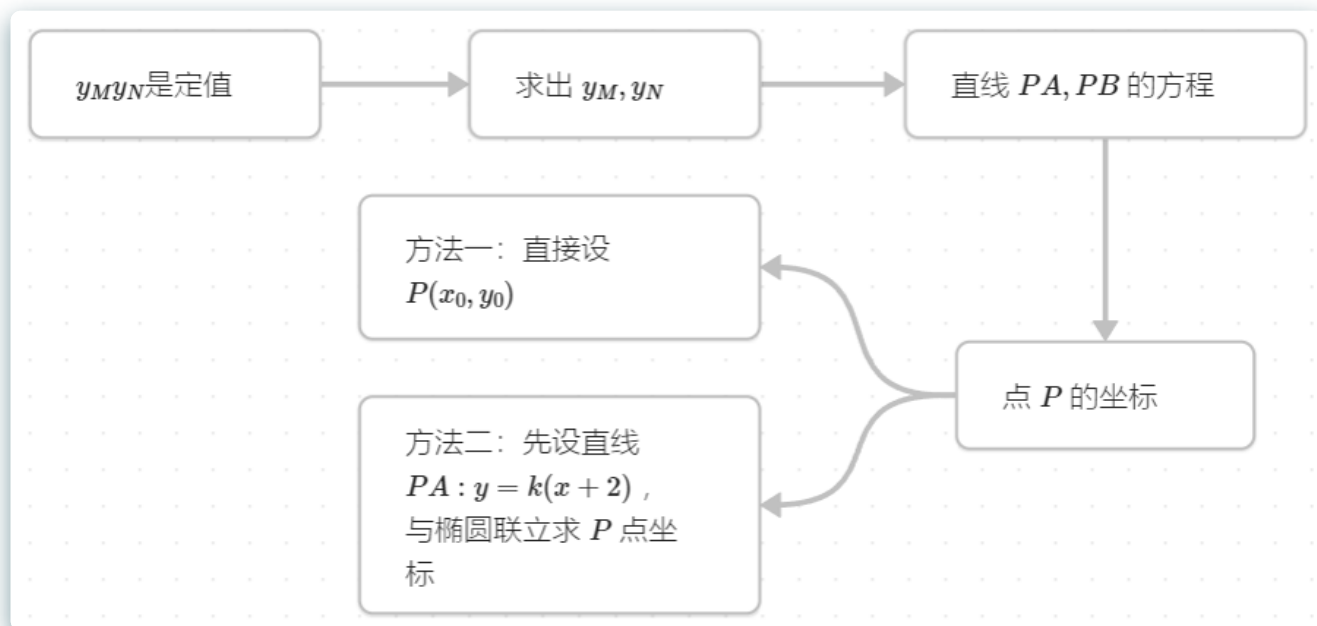 y_M y_N是定值
求出 y_M, y_N
直线 PA, PB 的方程
方法一：直接设
P(x_0, y_0)
点 P 的坐标
方法二：先设直线
PA : y = k(x + 2) ，
与椭圆联立求 P 点坐
标